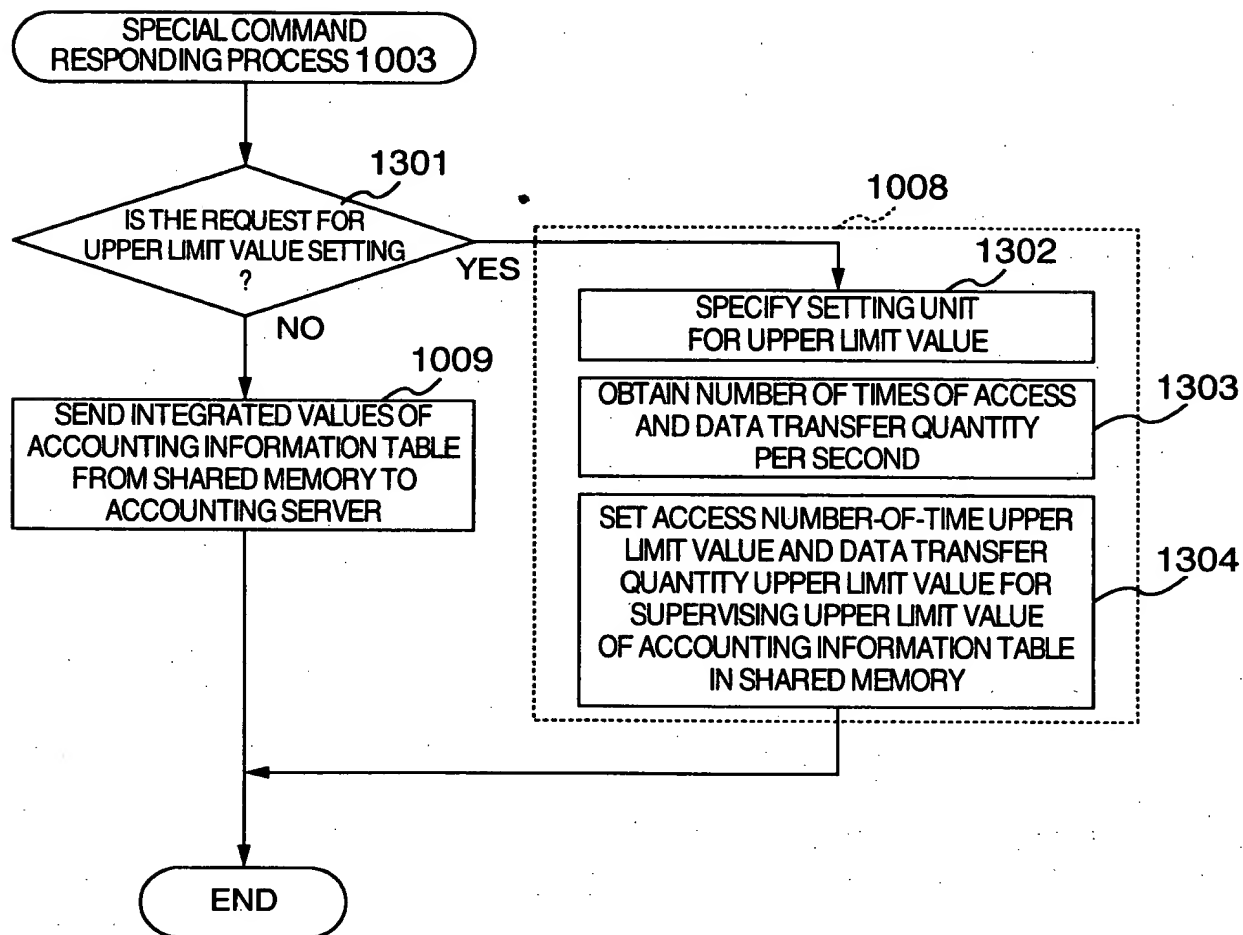 SPECIAL COMMAND
RESPONDING PROCESS 1003
1301
IS THE REQUEST FOR
UPPER LIMIT VALUE SETTING
?
YES
NO
1008
1302
SPECIFY SETTING UNIT
FOR UPPER LIMIT VALUE
1303
OBTAIN NUMBER OF TIMES OF ACCESS
AND DATA TRANSFER QUANTITY
PER SECOND
1304
SET ACCESS NUMBER-OF-TIME UPPER
LIMIT VALUE AND DATA TRANSFER
QUANTITY UPPER LIMIT VALUE FOR
SUPERVISING UPPER LIMIT VALUE
OF ACCOUNTING INFORMATION TABLE
IN SHARED MEMORY
1009
SEND INTEGRATED VALUES OF
ACCOUNTING INFORMATION TABLE
FROM SHARED MEMORY TO
ACCOUNTING SERVER
END